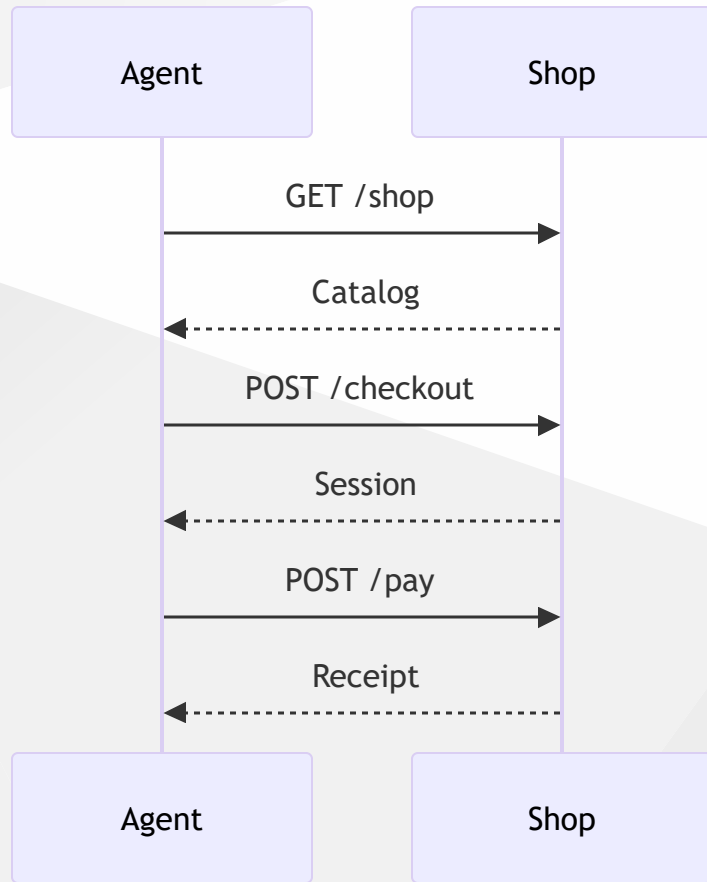 Agent
Shop
GET /shop
Catalog
POST /checkout
Session
POST /pay
Receipt
Agent
Shop